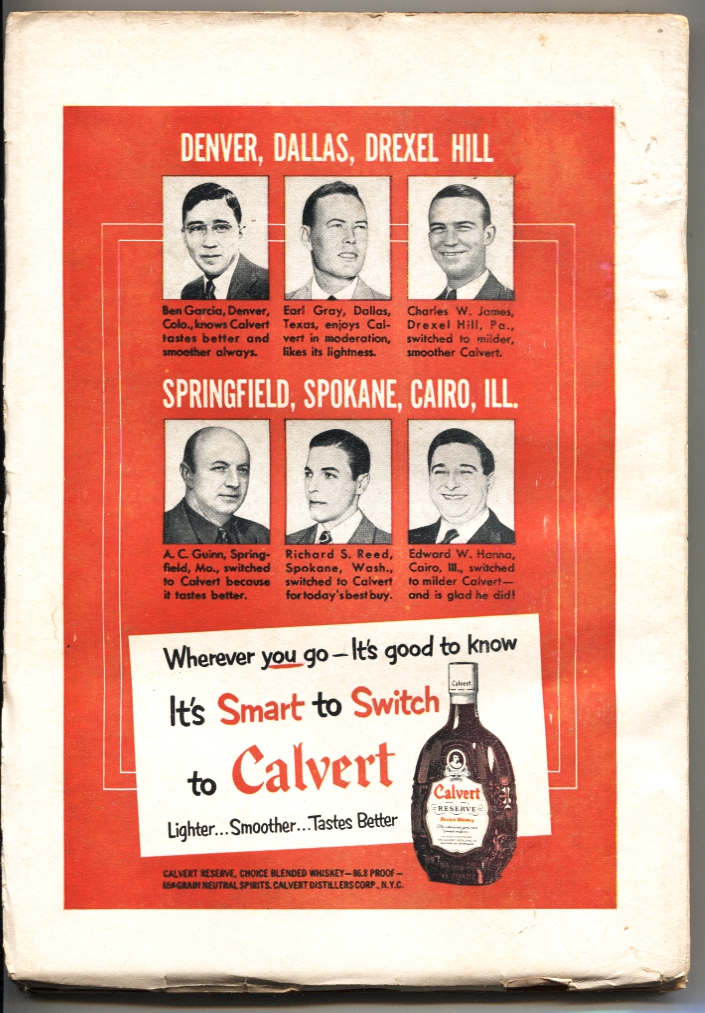 DENVER, DALLAS, DREXEL HILL
Ben Garcia, Denver,
Colo., knows Calvert
tastes better and
smoother always.
Earl Gray, Dallas,
Texas, enjoys Cal-
vert in moderation,
likes its lightness.
Charles W. James,
Drexel Hill, Pa.,
switched to milder,
smoother Calvert.
SPRINGFIELD, SPOKANE, CAIRO, ILL.
A. C. Guinn, Spring-
field, Mo., switched
to Calvert because
it tastes better.
Richard S. Reed,
Spokane, Wash.,
switched to Calvert
for today's best buy.
Edward W. Hanna,
Cairo, Ill., switched
to milder Calvert—
and is glad he did!
Wherever you go—It's good to know
It's Smart to Switch
to Calvert
Lighter...Smoother...Tastes Better
Calvert
Calvert
RESERVE
Blended Whiskey
CALVERT RESERVE, CHOICE BLENDED WHISKEY—86.8 PROOF—
65% GRAIN NEUTRAL SPIRITS. CALVERT DISTILLERS CORP., N.Y.C.